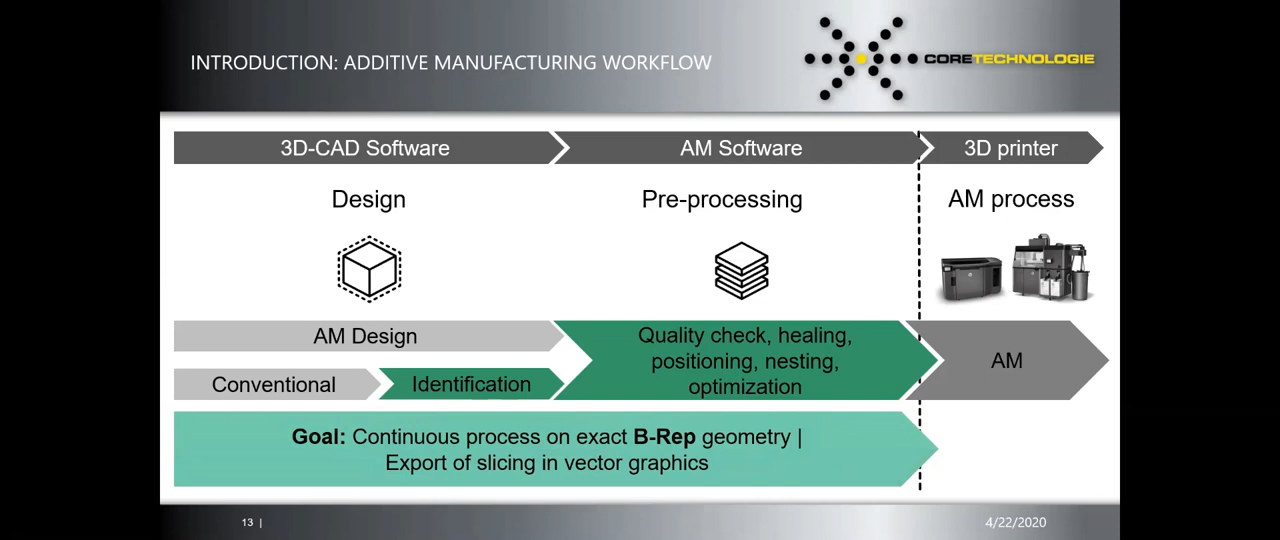 INTRODUCTION: ADDITIVE MANUFACTURING WORKFLOW
CORETECHNOLOGIE
3D-CAD Software
AM Software
3D printer
Design
Pre-processing
AM process
AM Design
Conventional
Identification
Quality check, healing,
positioning, nesting,
optimization
AM
Goal: Continuous process on exact B-Rep geometry |
Export of slicing in vector graphics
13 |
4/22/2020